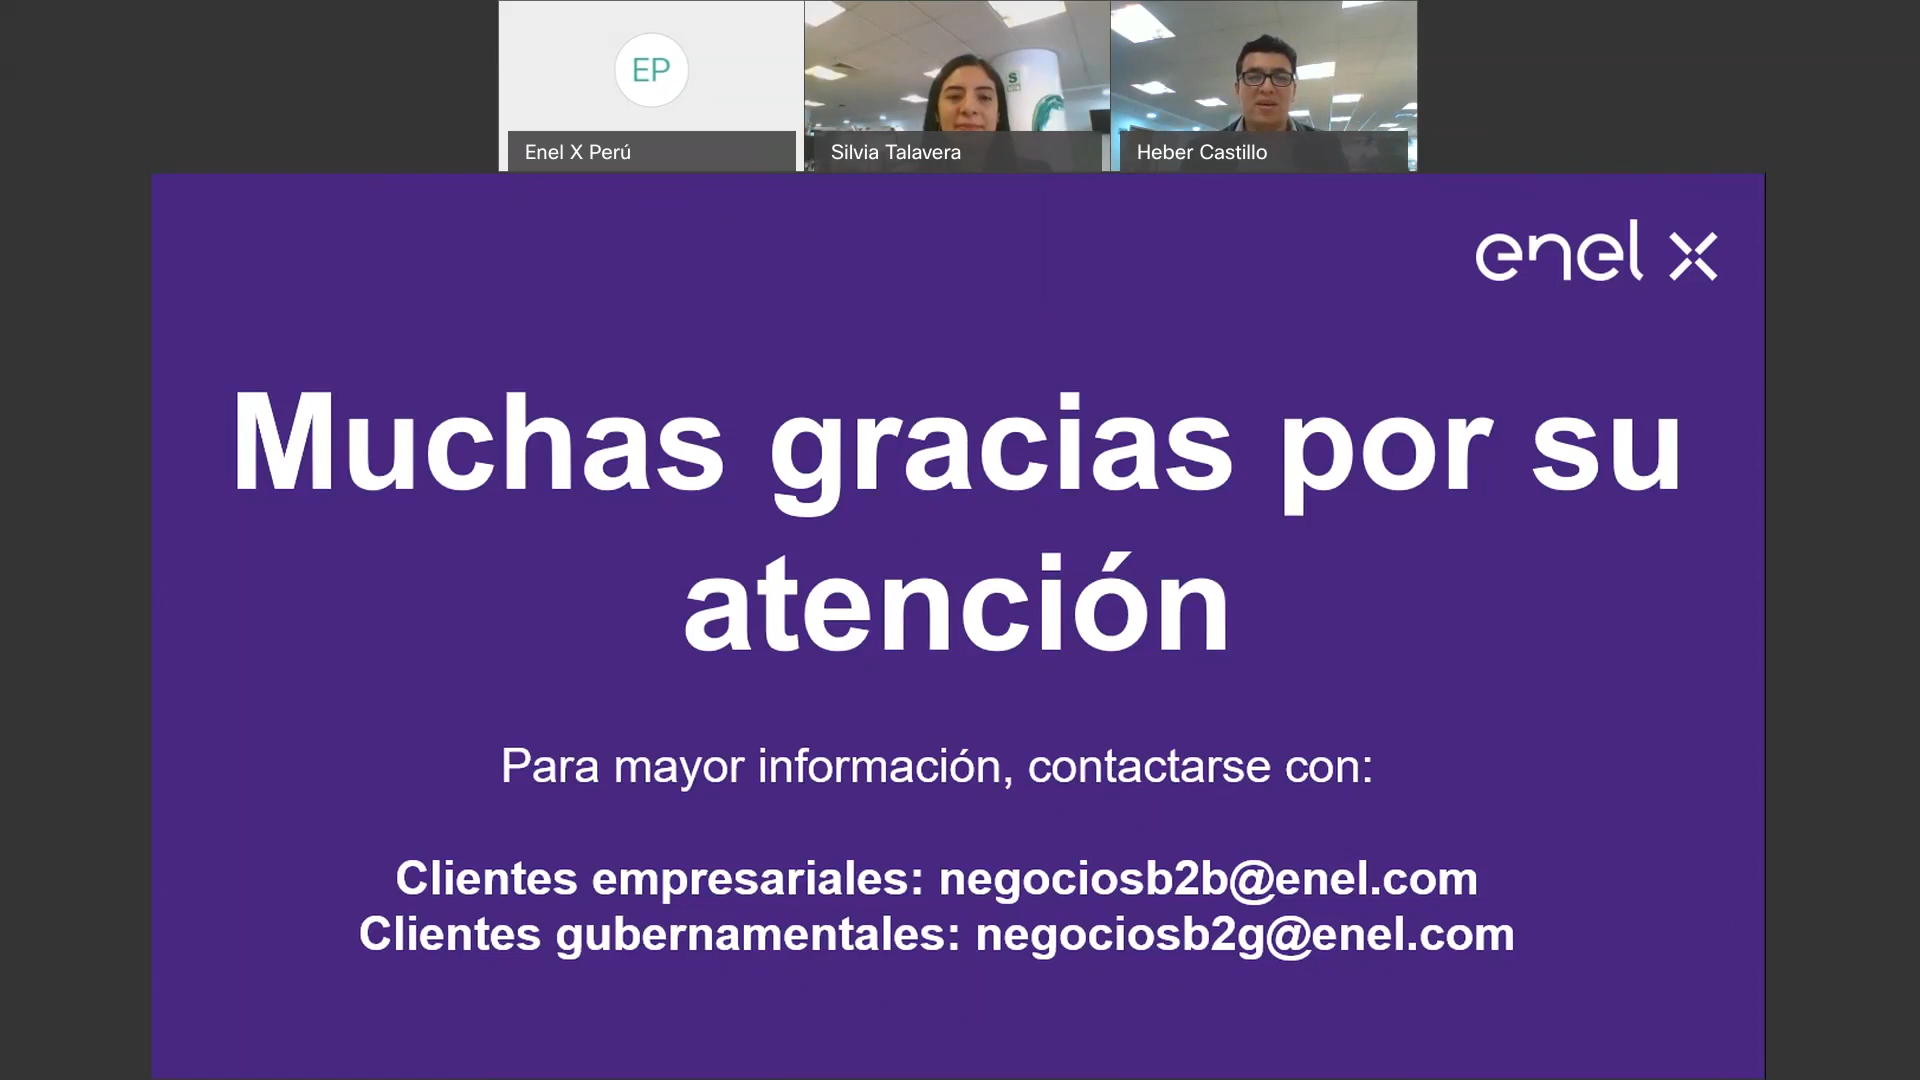 EP
Enel X Perú
Silvia Talavera
Heber Castillo
enel x
Muchas gracias por su
atención
Para mayor información, contactarse con:
Clientes empresariales: negociosb2b@enel.com
Clientes gubernamentales: negociosb2g@enel.com